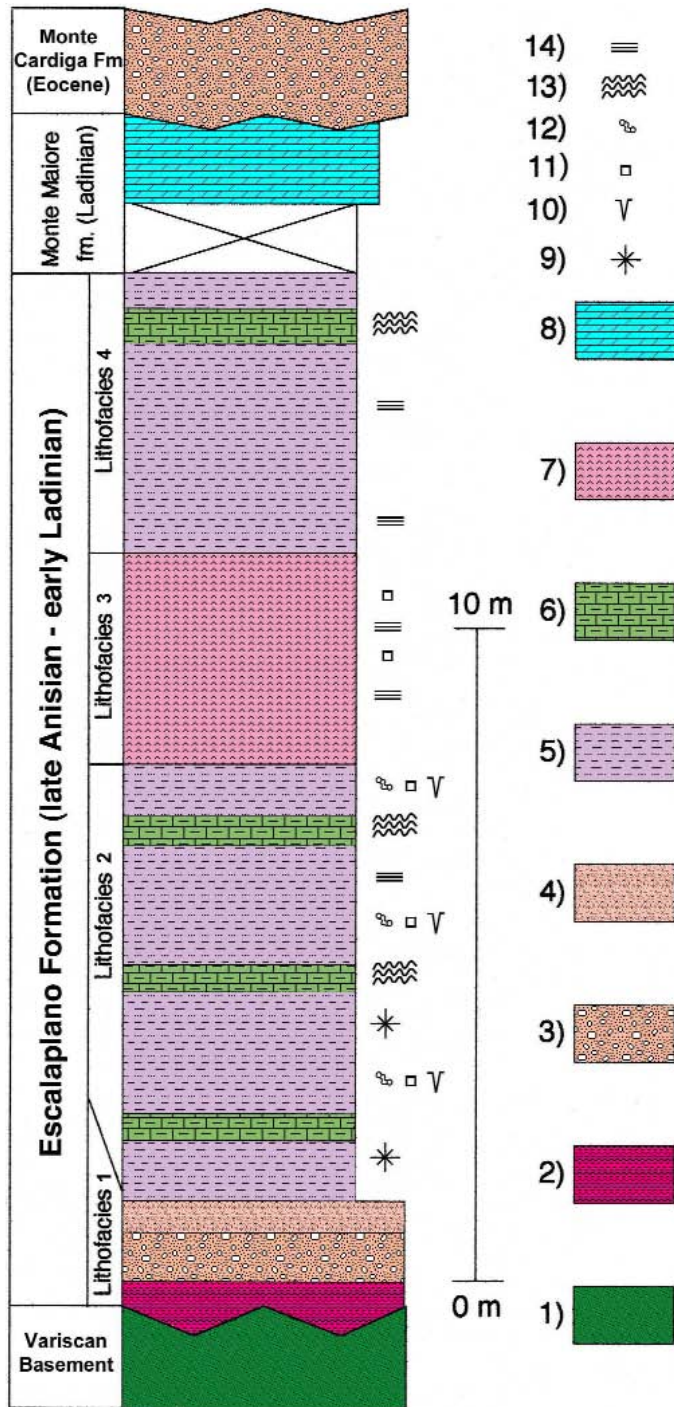 Monte
Cardiga Fm
(Eocene)
Monte Maiore
fm. (Ladinian)
Escalaplano Formation (late Anisian - early Ladinian)
Lithofacies 4
Lithofacies 3
Lithofacies 2
Lithofacies 1
Variscan
Basement
10 m
0 m
14)
13)
12)
11)
10)
9)
8)
7)
6)
5)
4)
3)
2)
1)